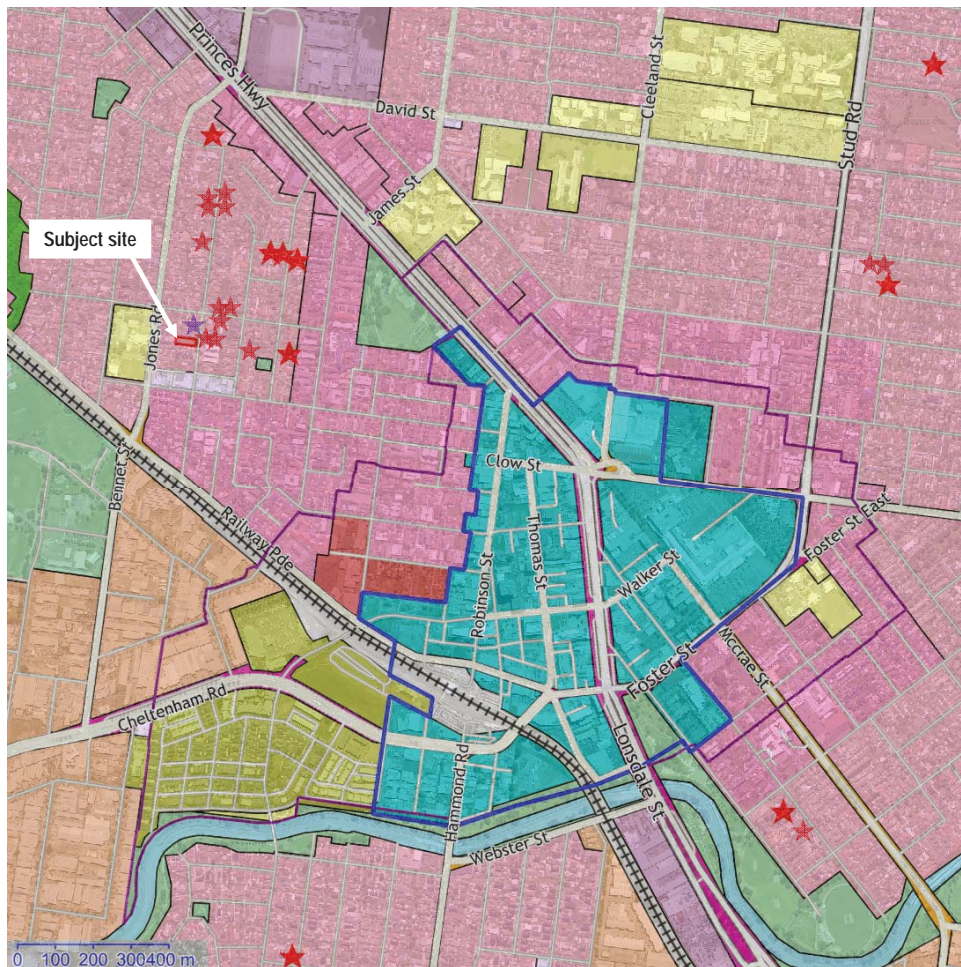 Princes Hwy
David St
Cleeland St
Stud Rd
James St
Subject site
Jones Rd
Bennet St
Railway Pde
Clow St
Thomas St
Robinson St
Walker St
Foster St East
Foster St
Mccrae St
Cheltenham Rd
Hammond Rd
Lonsdale St
Webster St
0 100 200 300400 m